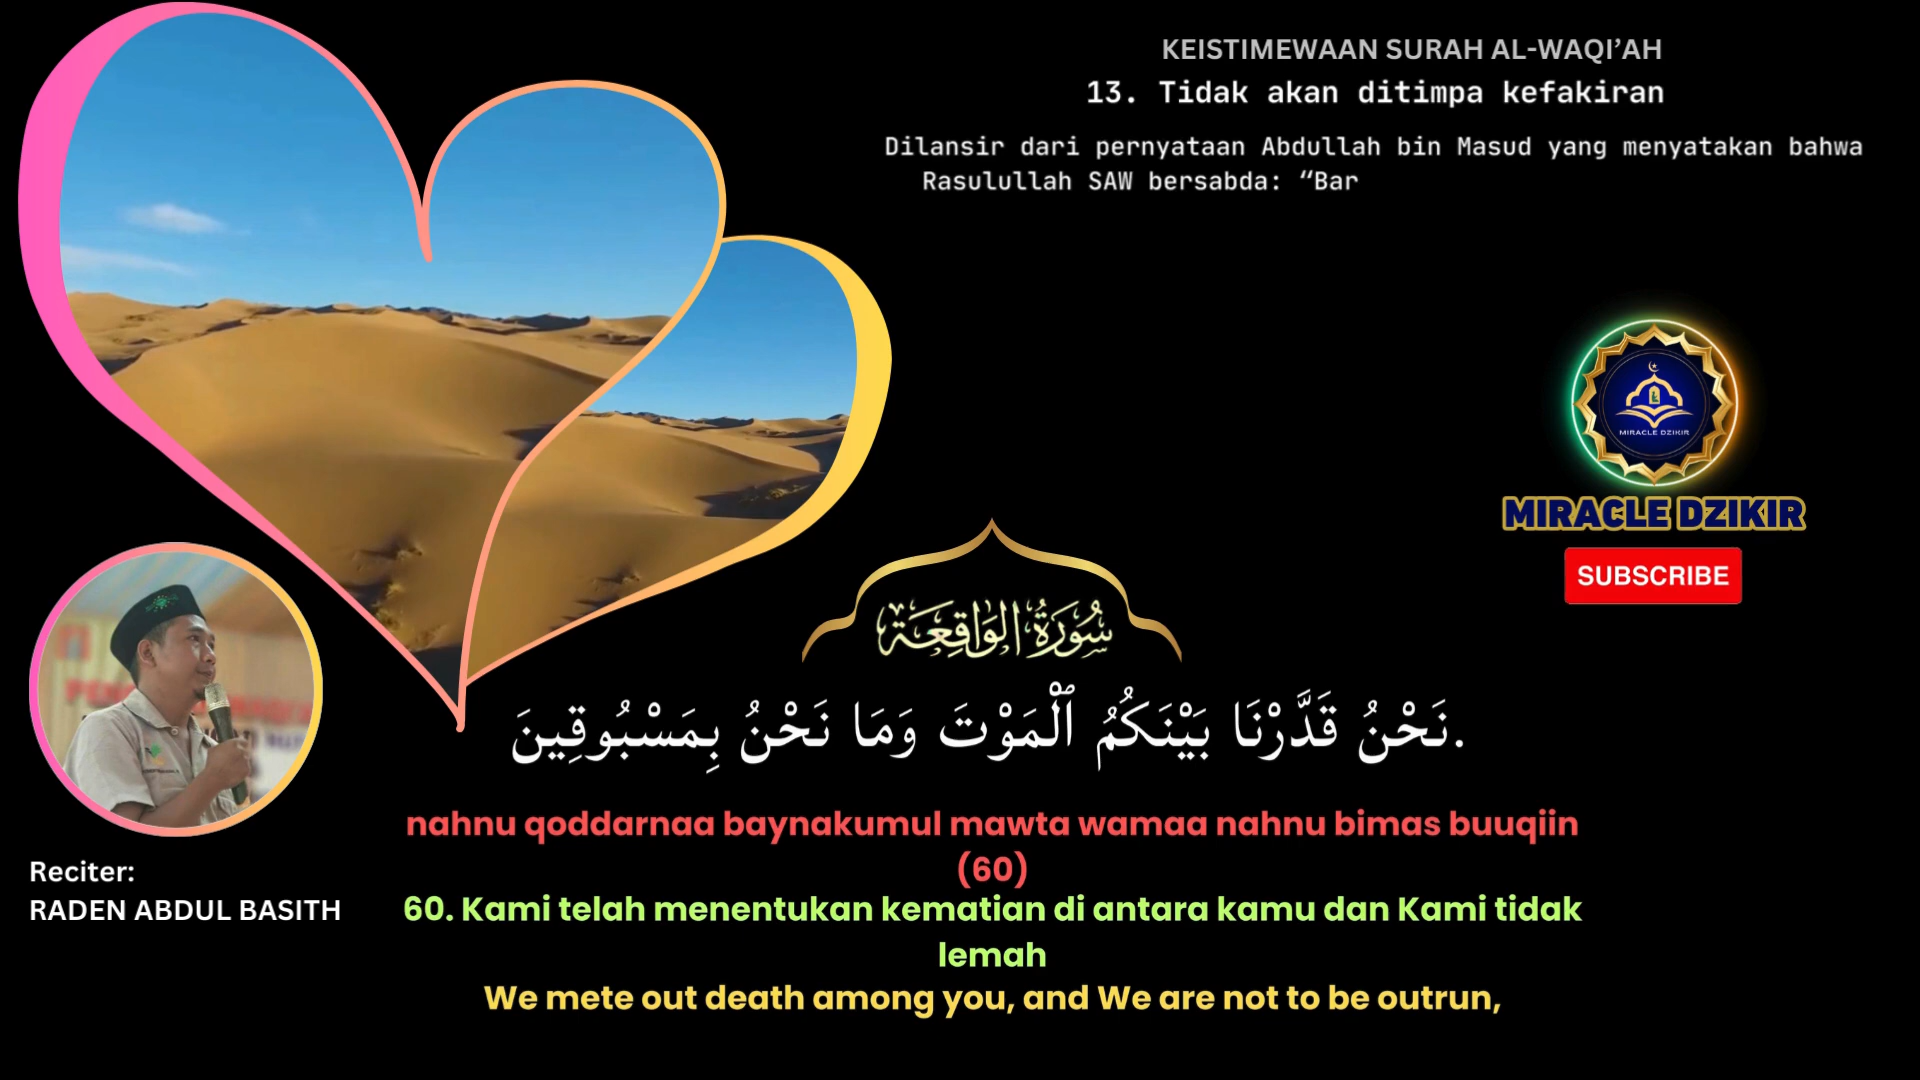 KEISTIMEWAAN SURAH AL-WAQI’AH
13. Tidak akan ditimpa kefakiran
Dilansir dari pernyataan Abdullah bin Masud yang menyatakan bahwa
Rasulullah SAW bersabda: “Bar
MIRACLE DZIKIR
MIRACLE DZIKIR
SUBSCRIBE
سُورَةُ الوَاقِعَة
نَحْنُ قَدَّرْنَا بَيْنَكُمُ ٱلْمَوْتَ وَمَا نَحْنُ بِمَسْبُوقِينَ.
nahnu qoddarnaa baynakumul mawta wamaa nahnu bimas buuqiin
(60)
60. Kami telah menentukan kematian di antara kamu dan Kami tidak
lemah
We mete out death among you, and We are not to be outrun,
Reciter:
RADEN ABDUL BASITH